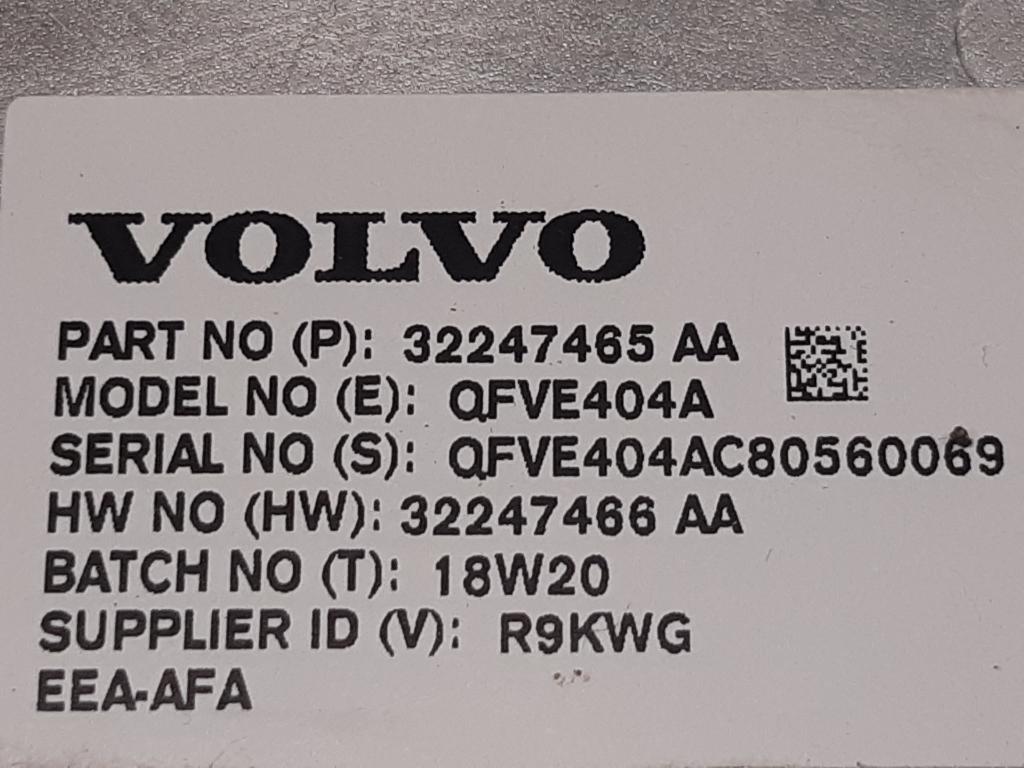 VOLVO
PART NO (P): 32247465 AA
MODEL NO (E): QFVE404A
SERIAL NO (S): QFVE404AC80560069
HW NO (HW): 32247466 AA
BATCH NO (T): 18W20
SUPPLIER ID (V): R9KWG
EEA-AFA